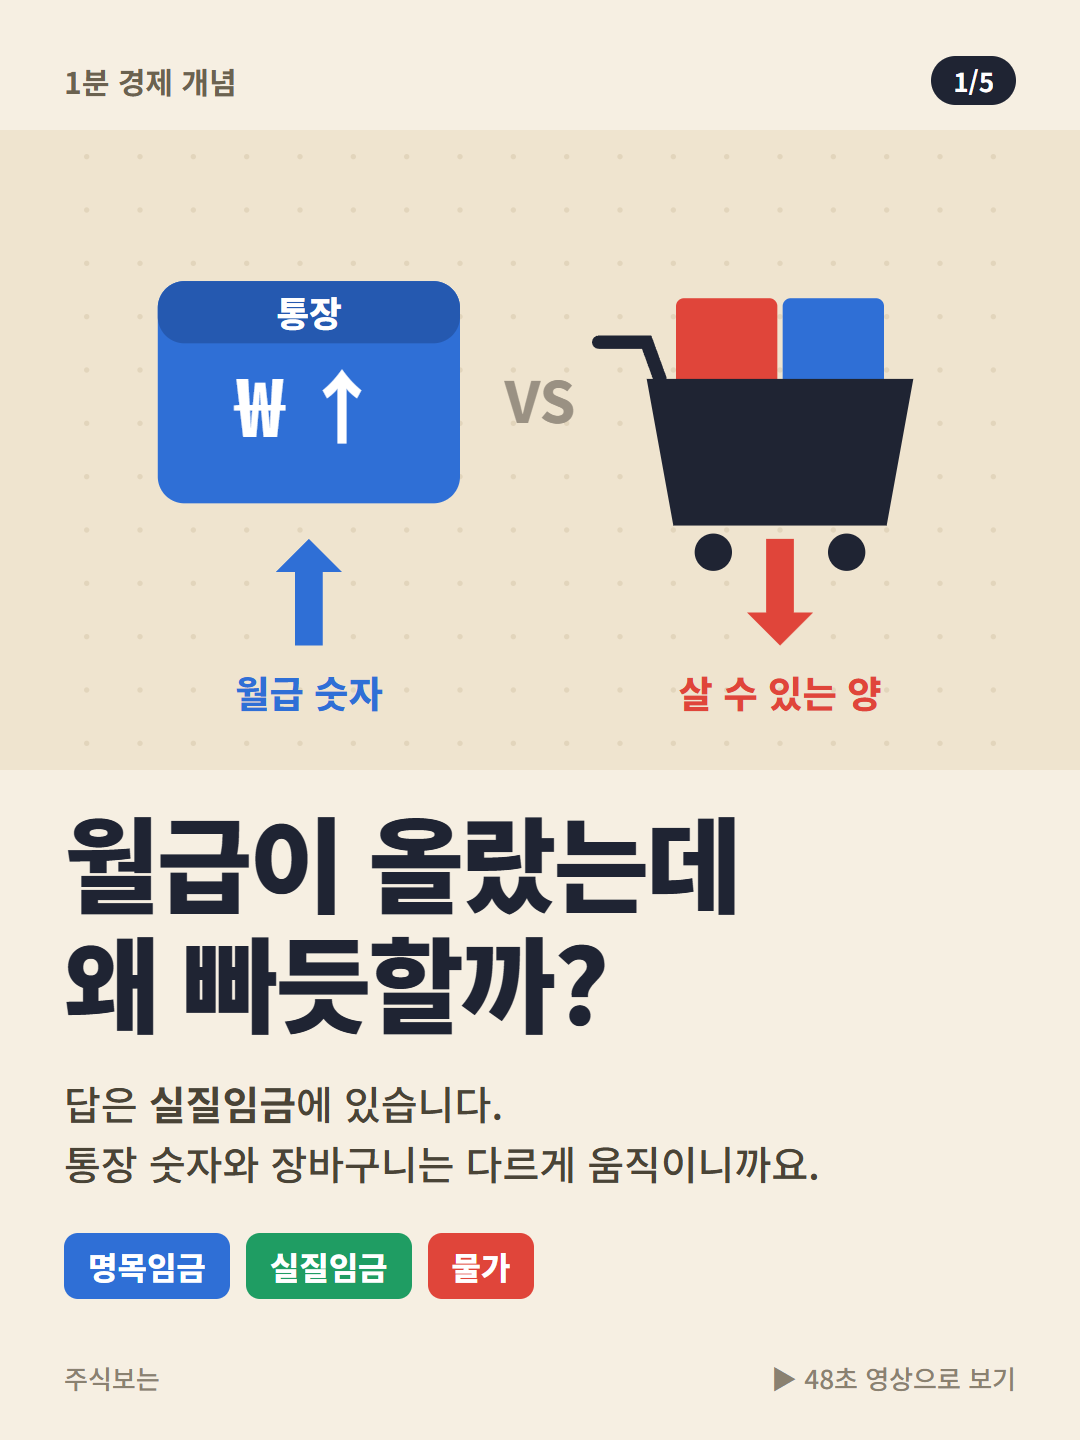 1분 경제 개념
1/5
통장
₩ ↑
VS
월급 숫자
살 수 있는 양
월급이 올랐는데
왜 빠듯할까?
답은 실질임금에 있습니다.
통장 숫자와 장바구니는 다르게 움직이니까요.
명목임금
실질임금
물가
주식보는
▶ 48초 영상으로 보기